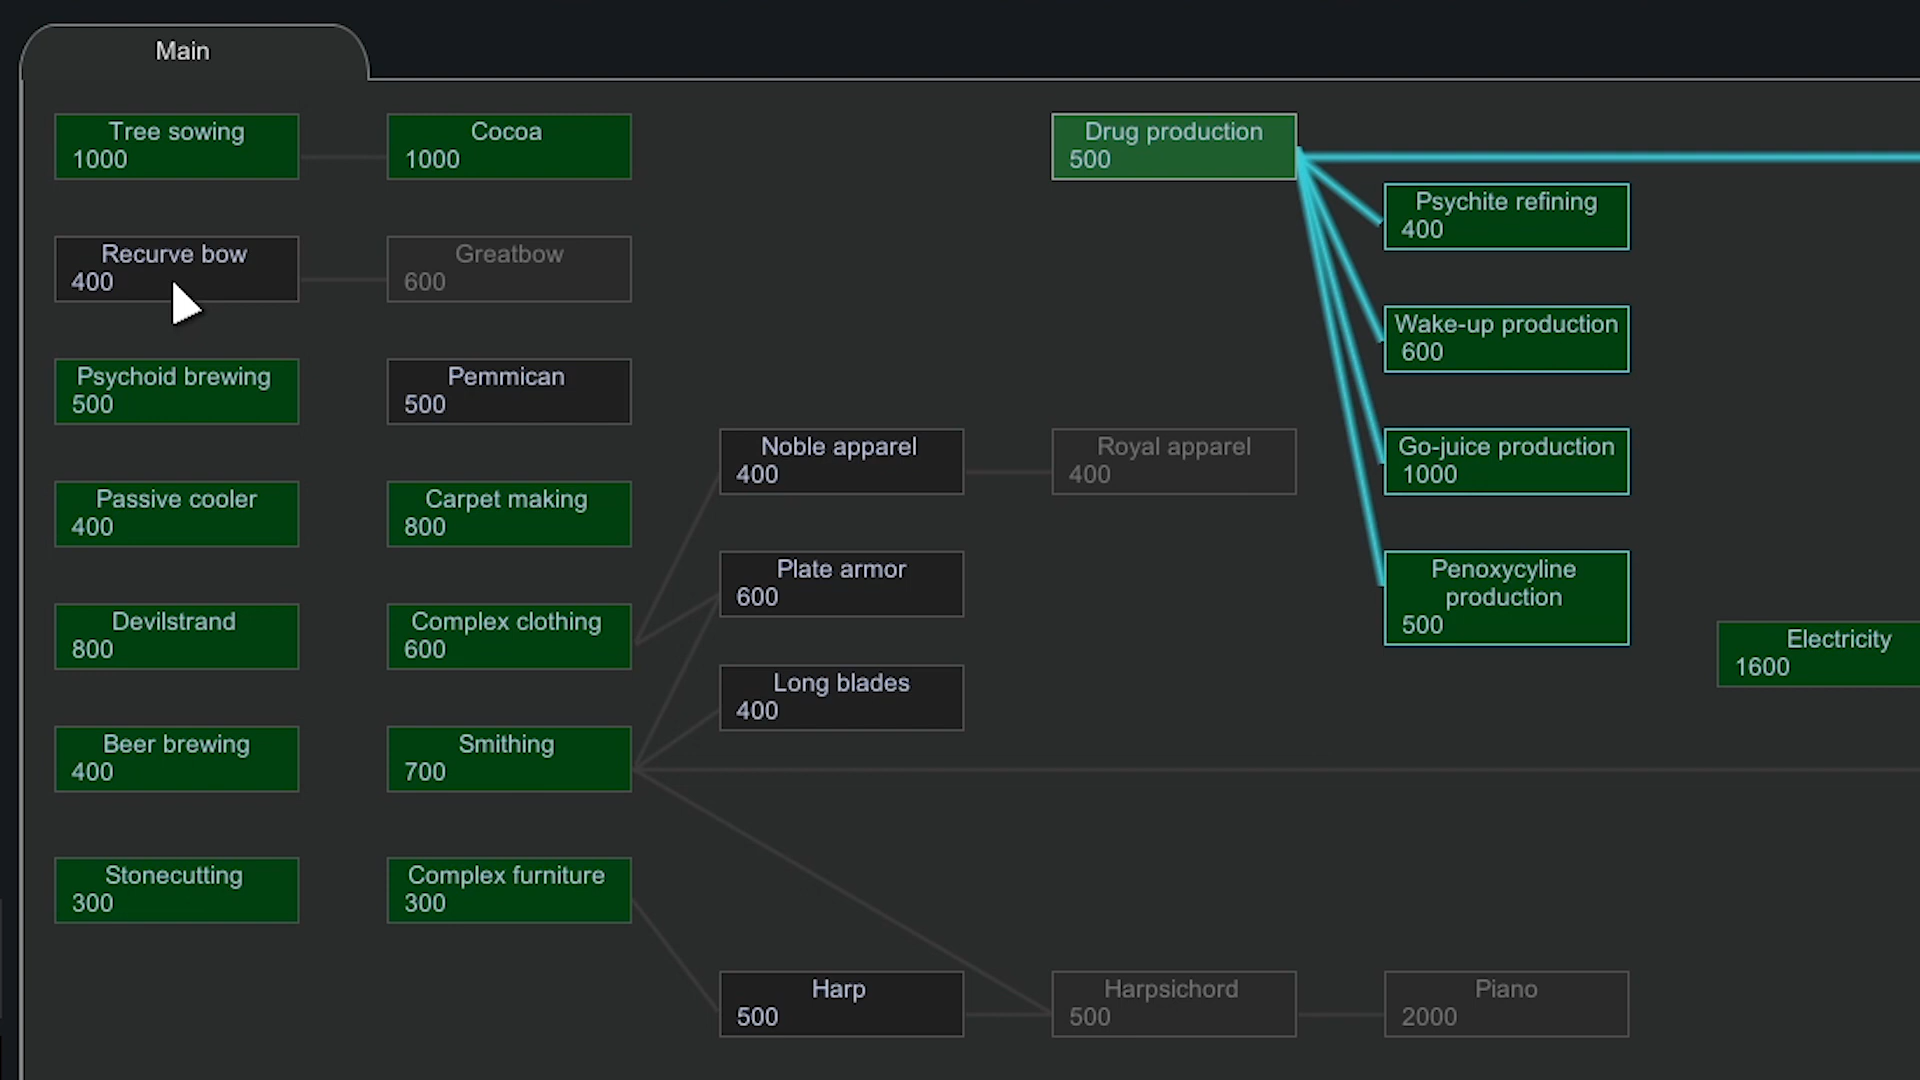 Main
Tree sowing
1000
Cocoa
1000
Drug production
500
Psychite refining
400
Recurve bow
400
Greatbow
600
Wake-up production
600
Psychoid brewing
500
Pemmican
500
Noble apparel
400
Royal apparel
400
Go-juice production
1000
Passive cooler
400
Carpet making
800
Plate armor
600
Penoxycyline
production
500
Devilstrand
800
Complex clothing
600
Electricity
1600
Long blades
400
Beer brewing
400
Smithing
700
Stonecutting
300
Complex furniture
300
Harp
500
Harpsichord
500
Piano
2000